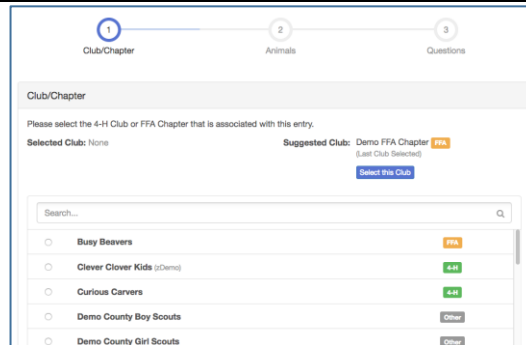 1 2 3
Club/Chapter Animals Questions
Club/Chapter
Please select the 4-H Club or FFA Chapter that is associated with this entry.
Selected Club: None Suggested Club: Demo FFA Chapter FFA
(Last Club Selected)
Select this Club
Search...
Busy Beavers FFA
Clever Clover Kids (zDemo) 4-H
Curious Carvers 4-H
Demo County Boy Scouts Other
Demo County Girl Scouts Other